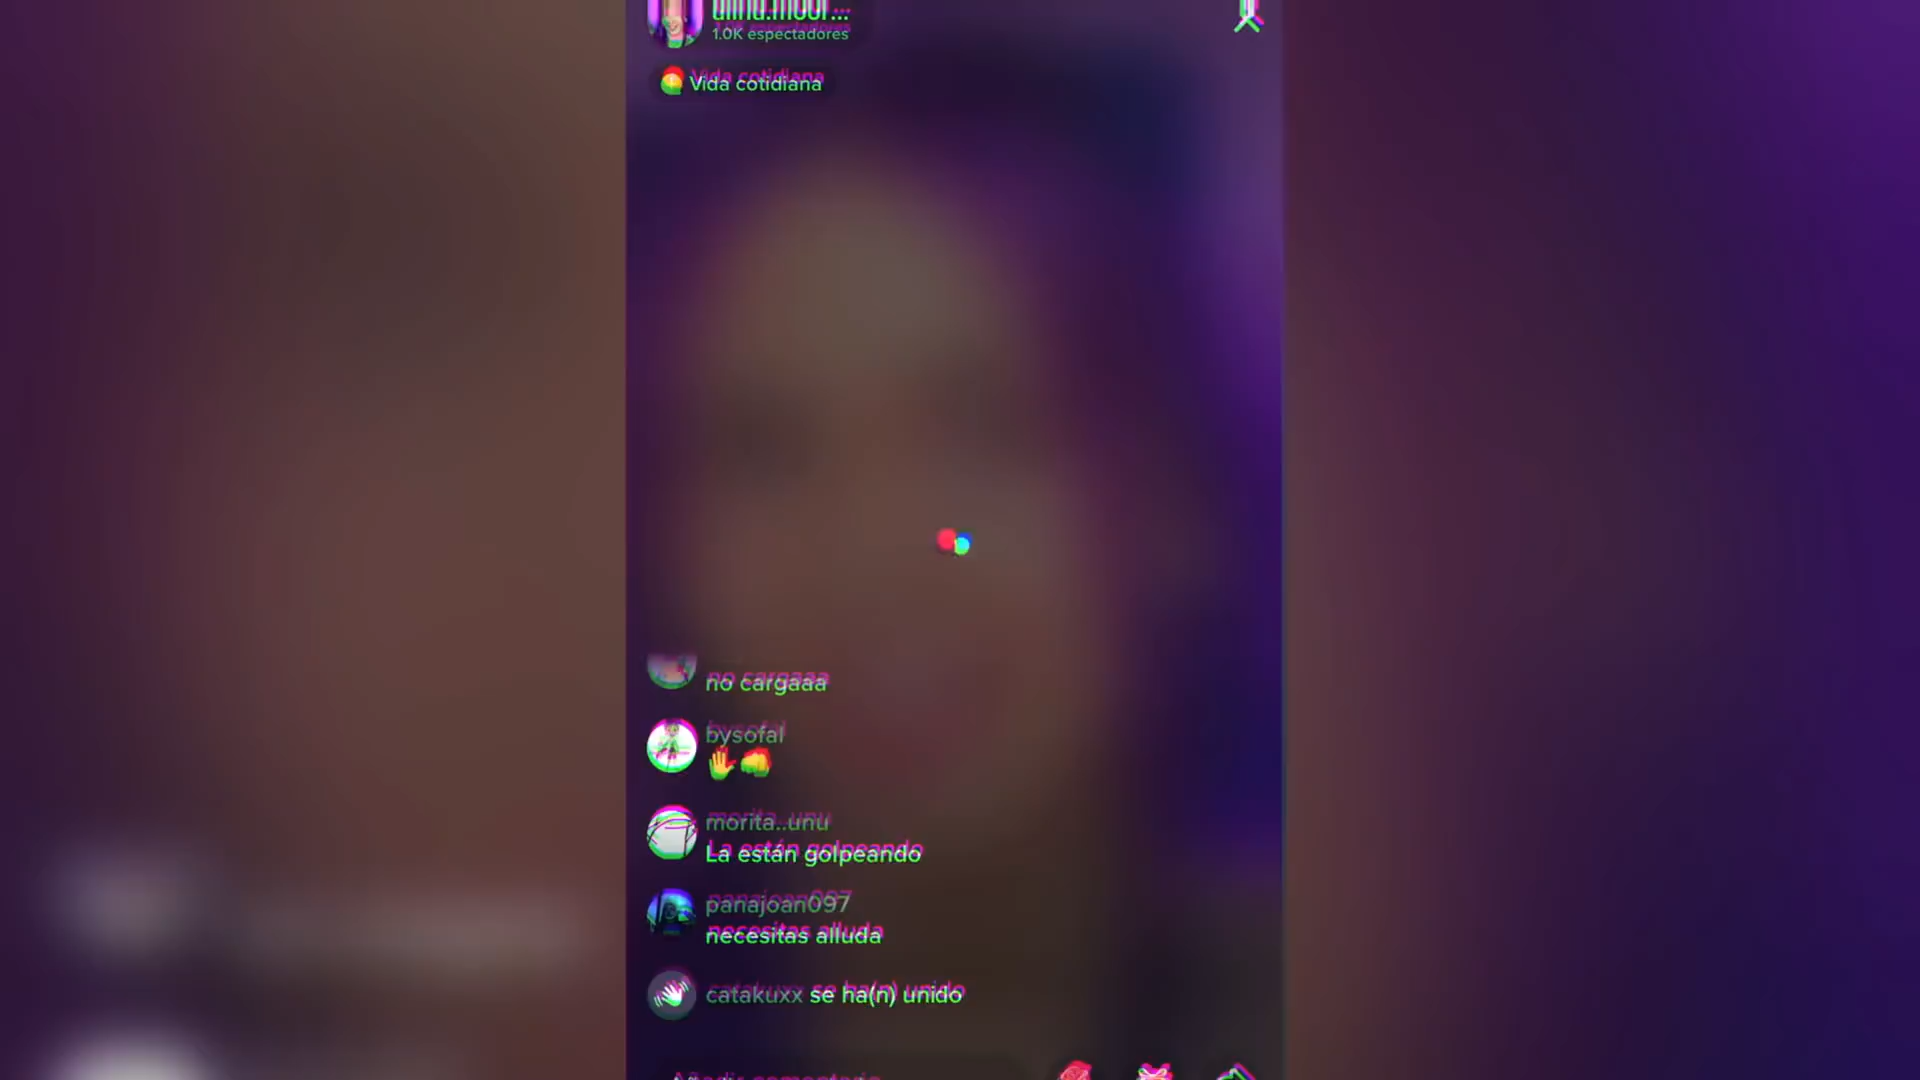 1.0K espectadores
Vida cotidiana
no cargaaa
bysofal
morita..unu
La están golpeando
panajoan097
necesitas alluda
catakuxx se ha(n) unido